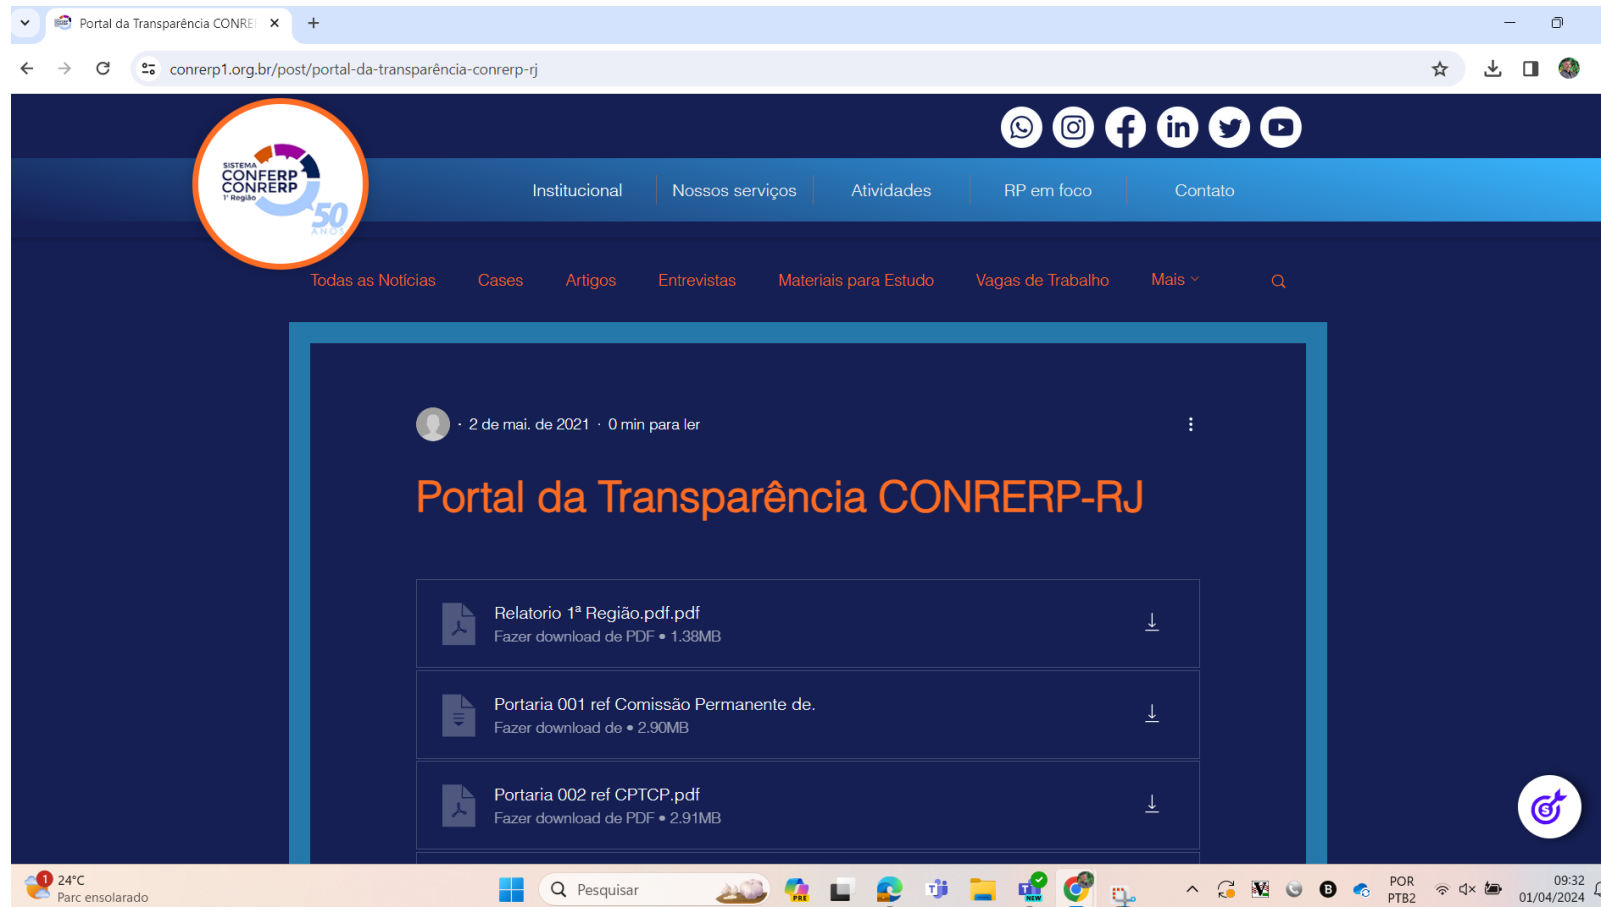 Portal da Transparência CONRE
conrerp1.org.br/post/portal-da-transparência-conrerp-rj
SISTEMA
CONFERP
CONRERP
1ª Região
50
ANOS
Institucional
Nossos serviços
Atividades
RP em foco
Contato
Todas as Notícias
Cases
Artigos
Entrevistas
Materiais para Estudo
Vagas de Trabalho
Mais
2 de mai. de 2021 · 0 min para ler
Portal da Transparência CONRERP-RJ
Relatorio 1ª Região.pdf.pdf
Fazer download de PDF • 1.38MB
Portaria 001 ref Comissão Permanente de.
Fazer download de • 2.90MB
Portaria 002 ref CPTCP.pdf
Fazer download de PDF • 2.91MB
1
24°C
Parc ensolarado
Pesquisar
PRE
NEW
POR
PTB2
09:32
01/04/2024